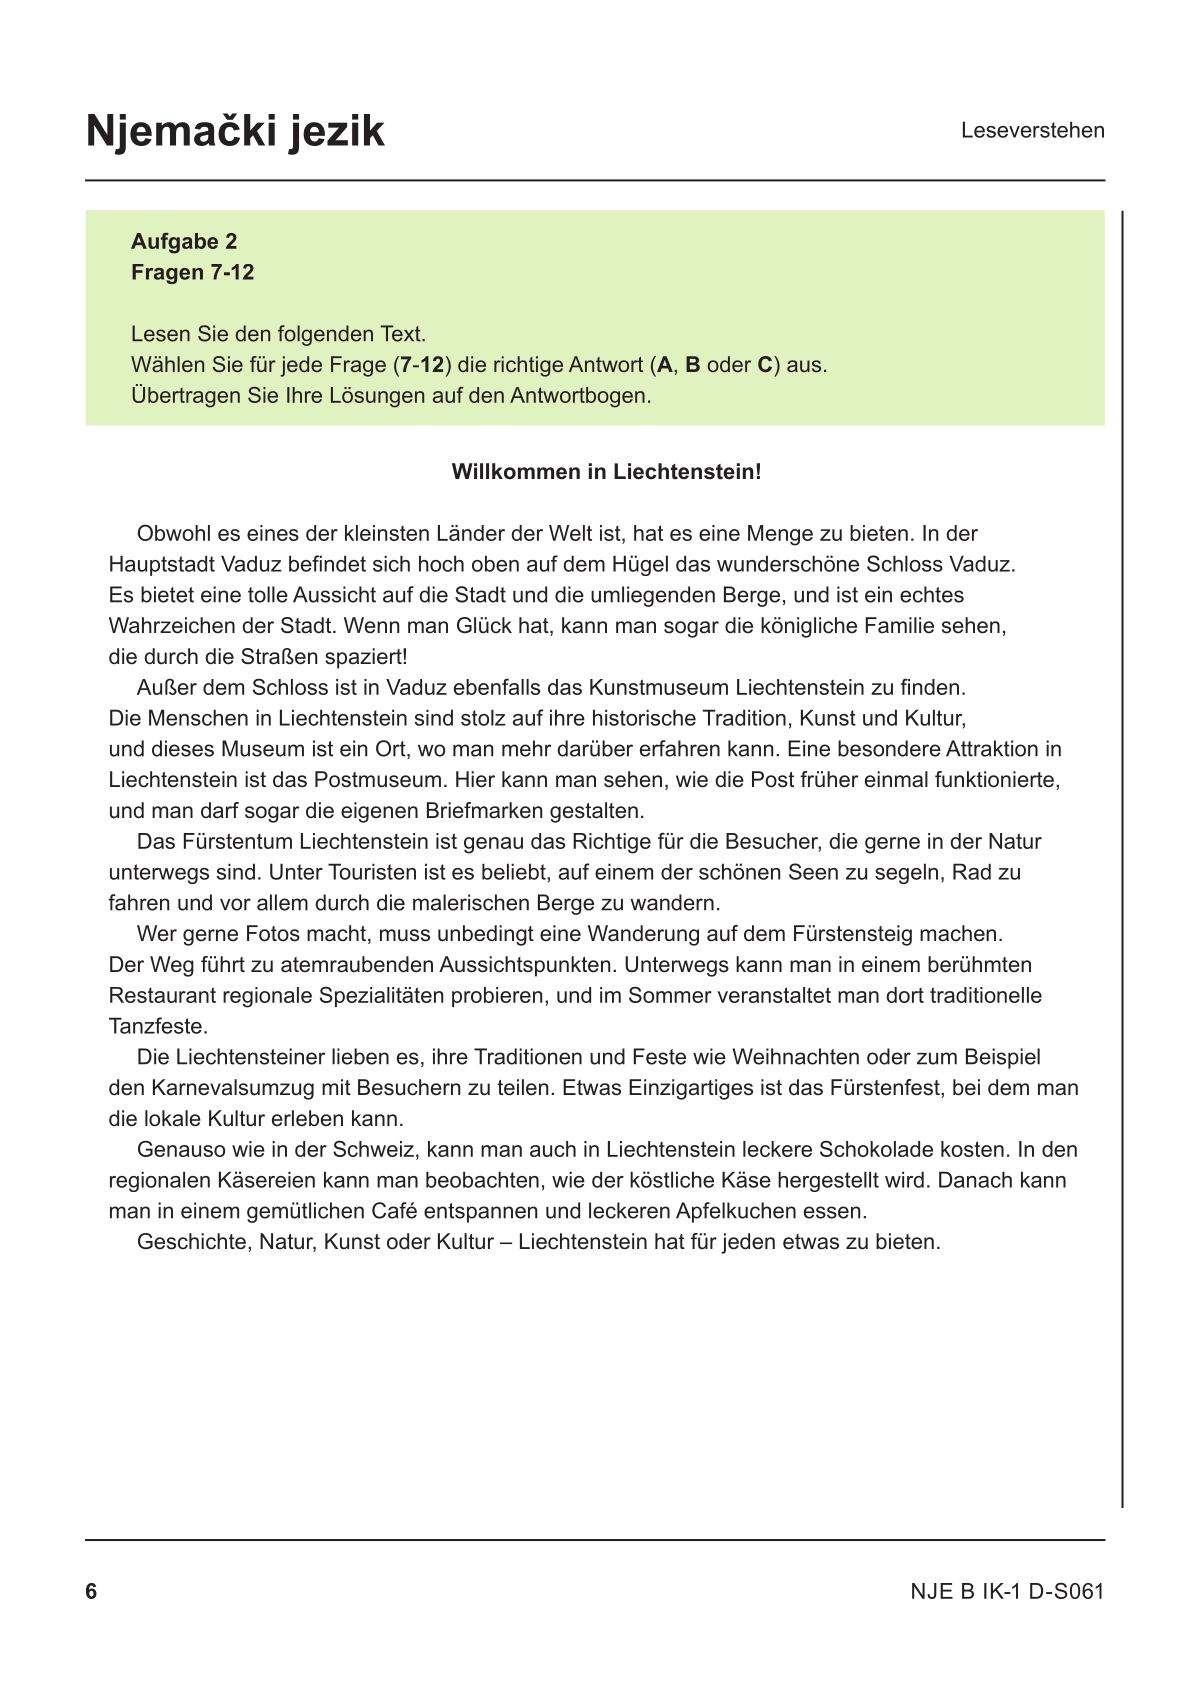 Njemački jezik
Leseverstehen
Aufgabe 2
Fragen 7-12
Lesen Sie den folgenden Text.
Wählen Sie für jede Frage (7-12) die richtige Antwort (A, B oder C) aus.
Übertragen Sie Ihre Lösungen auf den Antwortbogen.
Willkommen in Liechtenstein!
Obwohl es eines der kleinsten Länder der Welt ist, hat es eine Menge zu bieten. In der
Hauptstadt Vaduz befindet sich hoch oben auf dem Hügel das wunderschöne Schloss Vaduz.
Es bietet eine tolle Aussicht auf die Stadt und die umliegenden Berge, und ist ein echtes
Wahrzeichen der Stadt. Wenn man Glück hat, kann man sogar die königliche Familie sehen,
die durch die Straßen spaziert!
Außer dem Schloss ist in Vaduz ebenfalls das Kunstmuseum Liechtenstein zu finden.
Die Menschen in Liechtenstein sind stolz auf ihre historische Tradition, Kunst und Kultur,
und dieses Museum ist ein Ort, wo man mehr darüber erfahren kann. Eine besondere Attraktion in
Liechtenstein ist das Postmuseum. Hier kann man sehen, wie die Post früher einmal funktionierte,
und man darf sogar die eigenen Briefmarken gestalten.
Das Fürstentum Liechtenstein ist genau das Richtige für die Besucher, die gerne in der Natur
unterwegs sind. Unter Touristen ist es beliebt, auf einem der schönen Seen zu segeln, Rad zu
fahren und vor allem durch die malerischen Berge zu wandern.
Wer gerne Fotos macht, muss unbedingt eine Wanderung auf dem Fürstensteig machen.
Der Weg führt zu atemraubenden Aussichtspunkten. Unterwegs kann man in einem berühmten
Restaurant regionale Spezialitäten probieren, und im Sommer veranstaltet man dort traditionelle
Tanzfeste.
Die Liechtensteiner lieben es, ihre Traditionen und Feste wie Weihnachten oder zum Beispiel
den Karnevalsumzug mit Besuchern zu teilen. Etwas Einzigartiges ist das Fürstenfest, bei dem man
die lokale Kultur erleben kann.
Genauso wie in der Schweiz, kann man auch in Liechtenstein leckere Schokolade kosten. In den
regionalen Käsereien kann man beobachten, wie der köstliche Käse hergestellt wird. Danach kann
man in einem gemütlichen Café entspannen und leckeren Apfelkuchen essen.
Geschichte, Natur, Kunst oder Kultur – Liechtenstein hat für jeden etwas zu bieten.
6
NJE B IK-1 D-S061